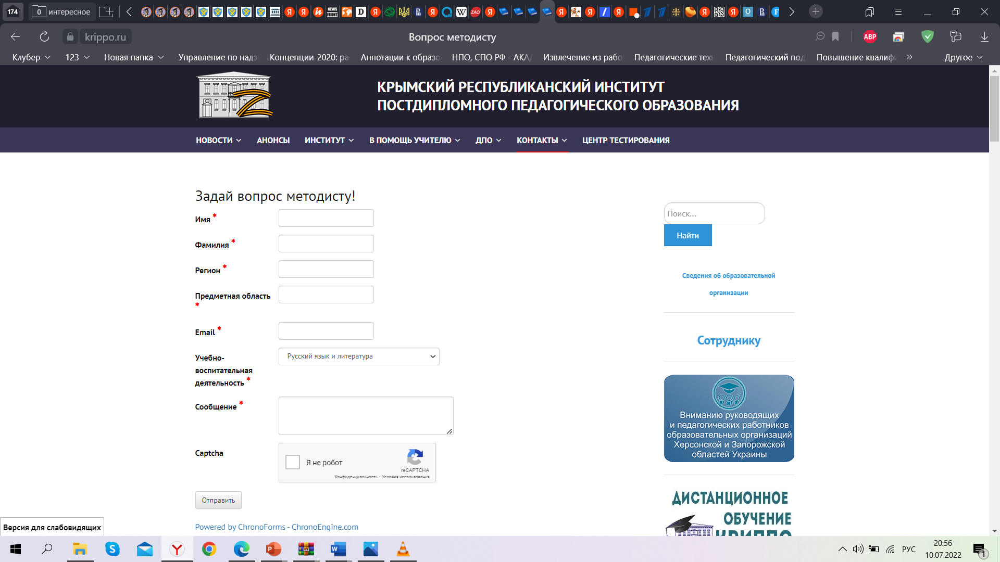 174
0 интересное
krippo.ru
Вопрос методисту
ABP
Клубер
123
Новая папка
Управление по надз
Концепции-2020: ра
Аннотации к образо
НПО, СПО РФ - АКА
Извлечение из рабо
Педагогические техн
Педагогический под
Повышение квалифи
Другое
КРЫМСКИЙ РЕСПУБЛИКАНСКИЙ ИНСТИТУТ
ПОСТДИПЛОМНОГО ПЕДАГОГИЧЕСКОГО ОБРАЗОВАНИЯ
НОВОСТИ
АНОНСЫ
ИНСТИТУТ
В ПОМОЩЬ УЧИТЕЛЮ
ДПО
КОНТАКТЫ
ЦЕНТР ТЕСТИРОВАНИЯ
Задай вопрос методисту!
Имя *
Фамилия *
Регион *
Предметная область
*
Email *
Учебно-
воспитательная
деятельность *
Русский язык и литература
Сообщение *
Captcha
Я не робот
reCAPTCHA
Конфиденциальность - Условия использования
Отправить
Powered by ChronoForms - ChronoEngine.com
Версия для слабовидящих
Поиск...
Найти
Сведения об образовательной
организации
Сотруднику
Вниманию руководящих
и педагогических работников
образовательных организаций
Херсонской и Запорожской
областей Украины
ДИСТАНЦИОННОЕ
ОБУЧЕНИЕ
КРИППО
РУС
20:56
10.07.2022
1